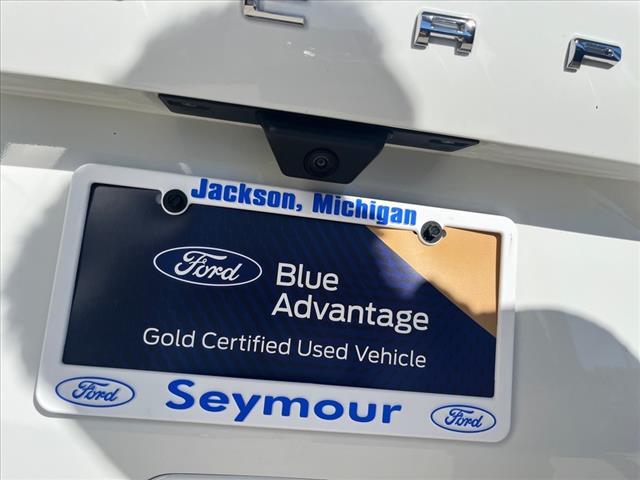 Jackson, Michigan
Ford
Blue
Advantage
Gold Certified Used Vehicle
Ford Seymour Ford